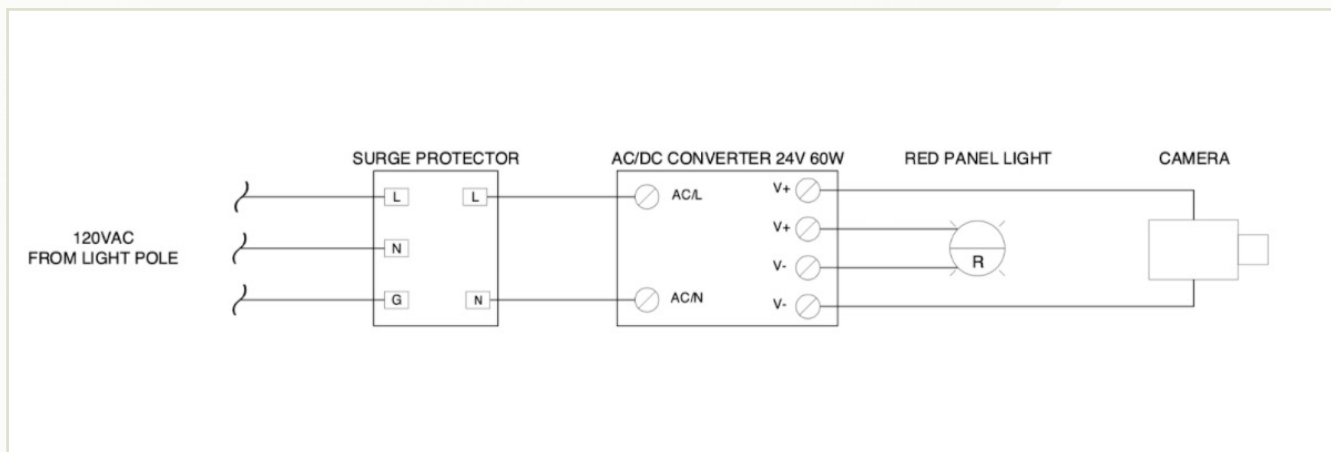 SURGE PROTECTOR
AC/DC CONVERTER 24V 60W
RED PANEL LIGHT
CAMERA
120VAC
FROM LIGHT POLE
L
N
G
L
N
AC/L
AC/N
V+
V+
V-
V-
R